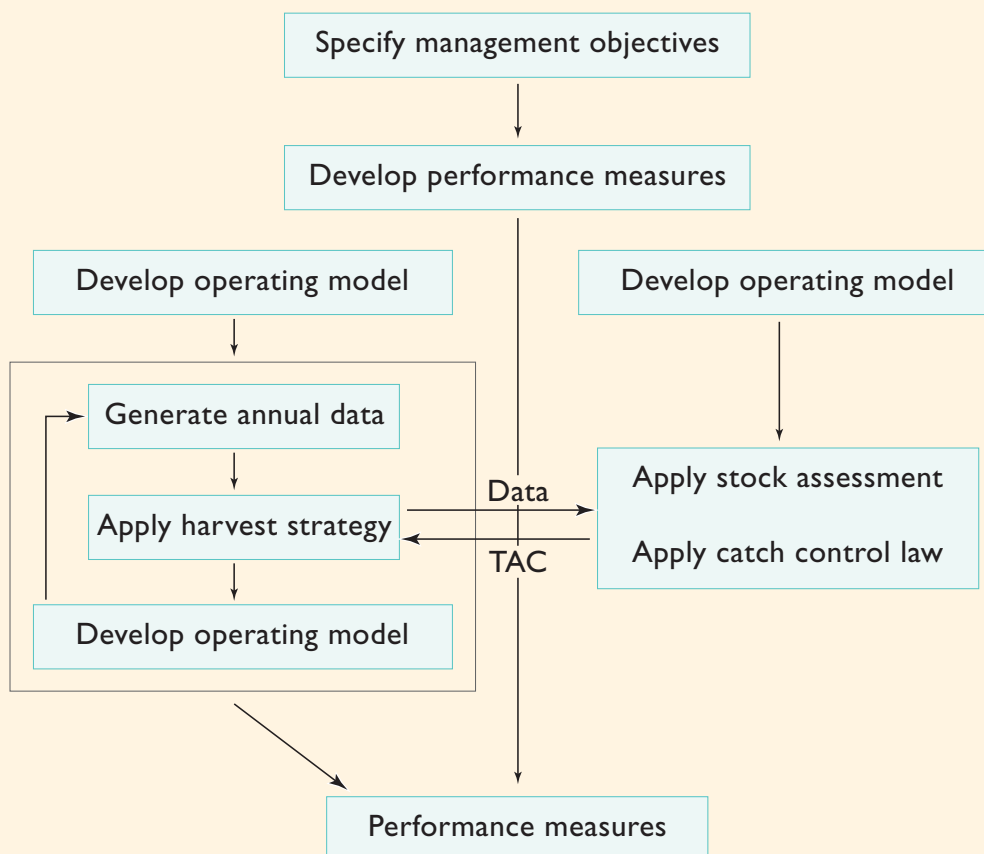 Specify management objectives
Develop performance measures
Develop operating model
Develop operating model
Generate annual data
Apply harvest strategy
Develop operating model
Data
TAC
Apply stock assessment
Apply catch control law
Performance measures